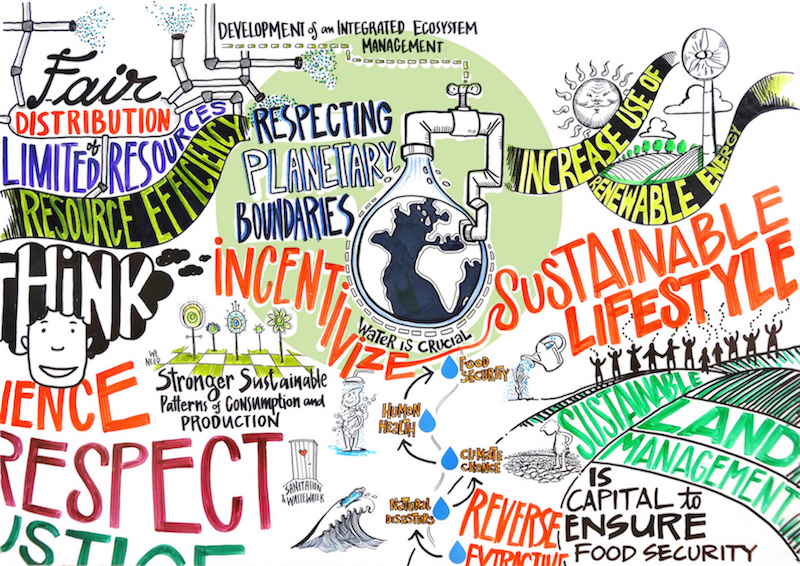 DEVELOPMENT of an INTEGRATED ECOSYSTEM
MANAGEMENT
Fair
DISTRIBUTION
of
LIMITED RESOURCES
RESOURCE EFFICIENCY
RESPECTING
PLANETARY
BOUNDARIES
INCREASE USE OF
RENEWABLE ENERGY
THiNK
iNCENTiViZE
WATER iS CRUCIAL
SUSTAINABLE
LIFESTYLE
WE
NEED
Stronger Sustainable
Patterns of Consumption and
PRODUCTION
FOOD
SECURITY
HUMAN
HEALTH
CLIMATE
CHANGE
NATURAL
DISASTERS
SANITATION
& WASTEWATER
IENCE
RESPECT
USTICE
REVERSE
EXTRACTIVE
SUSTAINABLE
LAND
MANAGEMENT
IS
CAPITAL to
ENSURE
FOOD SECURITY